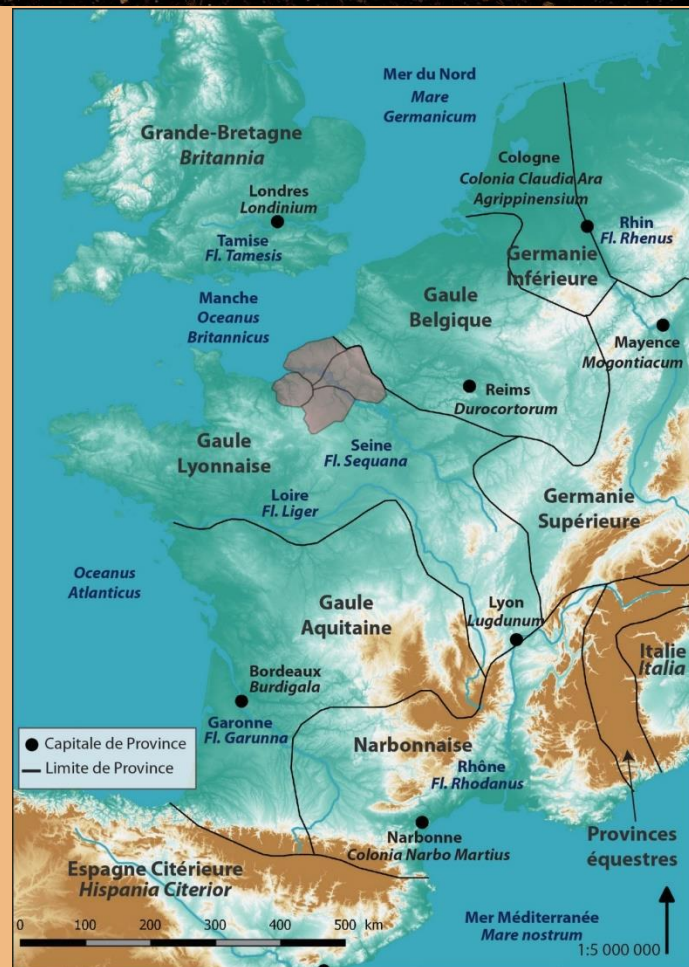 Mer du Nord
Mare
Germanicum
Grande-Bretagne
Britannia
Cologne
Colonia Claudia Ara
Agrippinensium
Londres
Londinium
Rhin
Fl. Rhenus
Tamise
Fl. Tamesis
Germanie
Inférieure
Manche
Oceanus
Britannicus
Gaule
Belgique
Mayence
Mogontiacum
Reims
Durocortorum
Gaule
Lyonnaise
Seine
Fl. Sequana
Loire
Fl. Liger
Germanie
Supérieure
Oceanus
Atlanticus
Gaule
Aquitaine
Lyon
Lugdunum
Italie
Italia
Bordeaux
Burdigala
Garonne
Fl. Garunna
Capitale de Province
Limite de Province
Narbonnaise
Rhône
Fl. Rhodanus
Narbonne
Colonia Narbo Martius
Provinces
équestres
Espagne Citérieure
Hispania Citerior
Mer Méditerranée
Mare nostrum
0 100 200 300 400 500 km
1:5 000 000